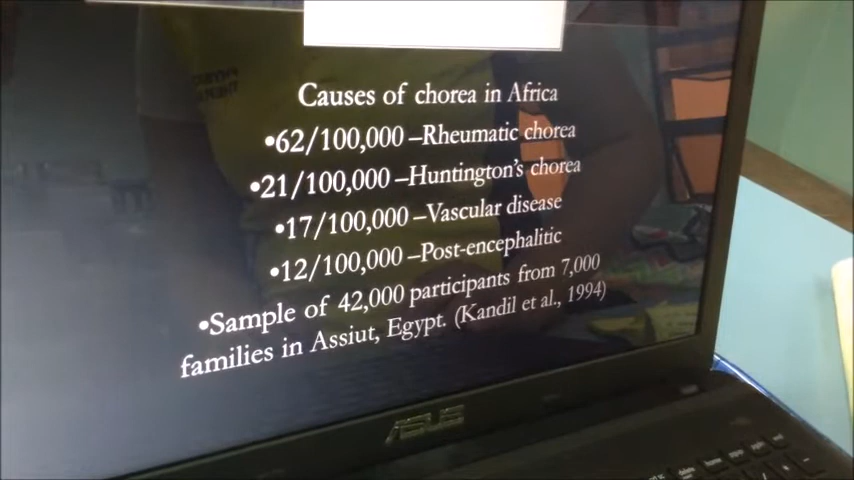 Causes of chorea in Africa
•62/100,000 –Rheumatic chorea
•21/100,000 –Huntington's chorea
•17/100,000 –Vascular disease
•12/100,000 –Post-encephalitic
•Sample of 42,000 participants from 7,000
families in Assiut, Egypt. (Kandil et al., 1994)
ASUS